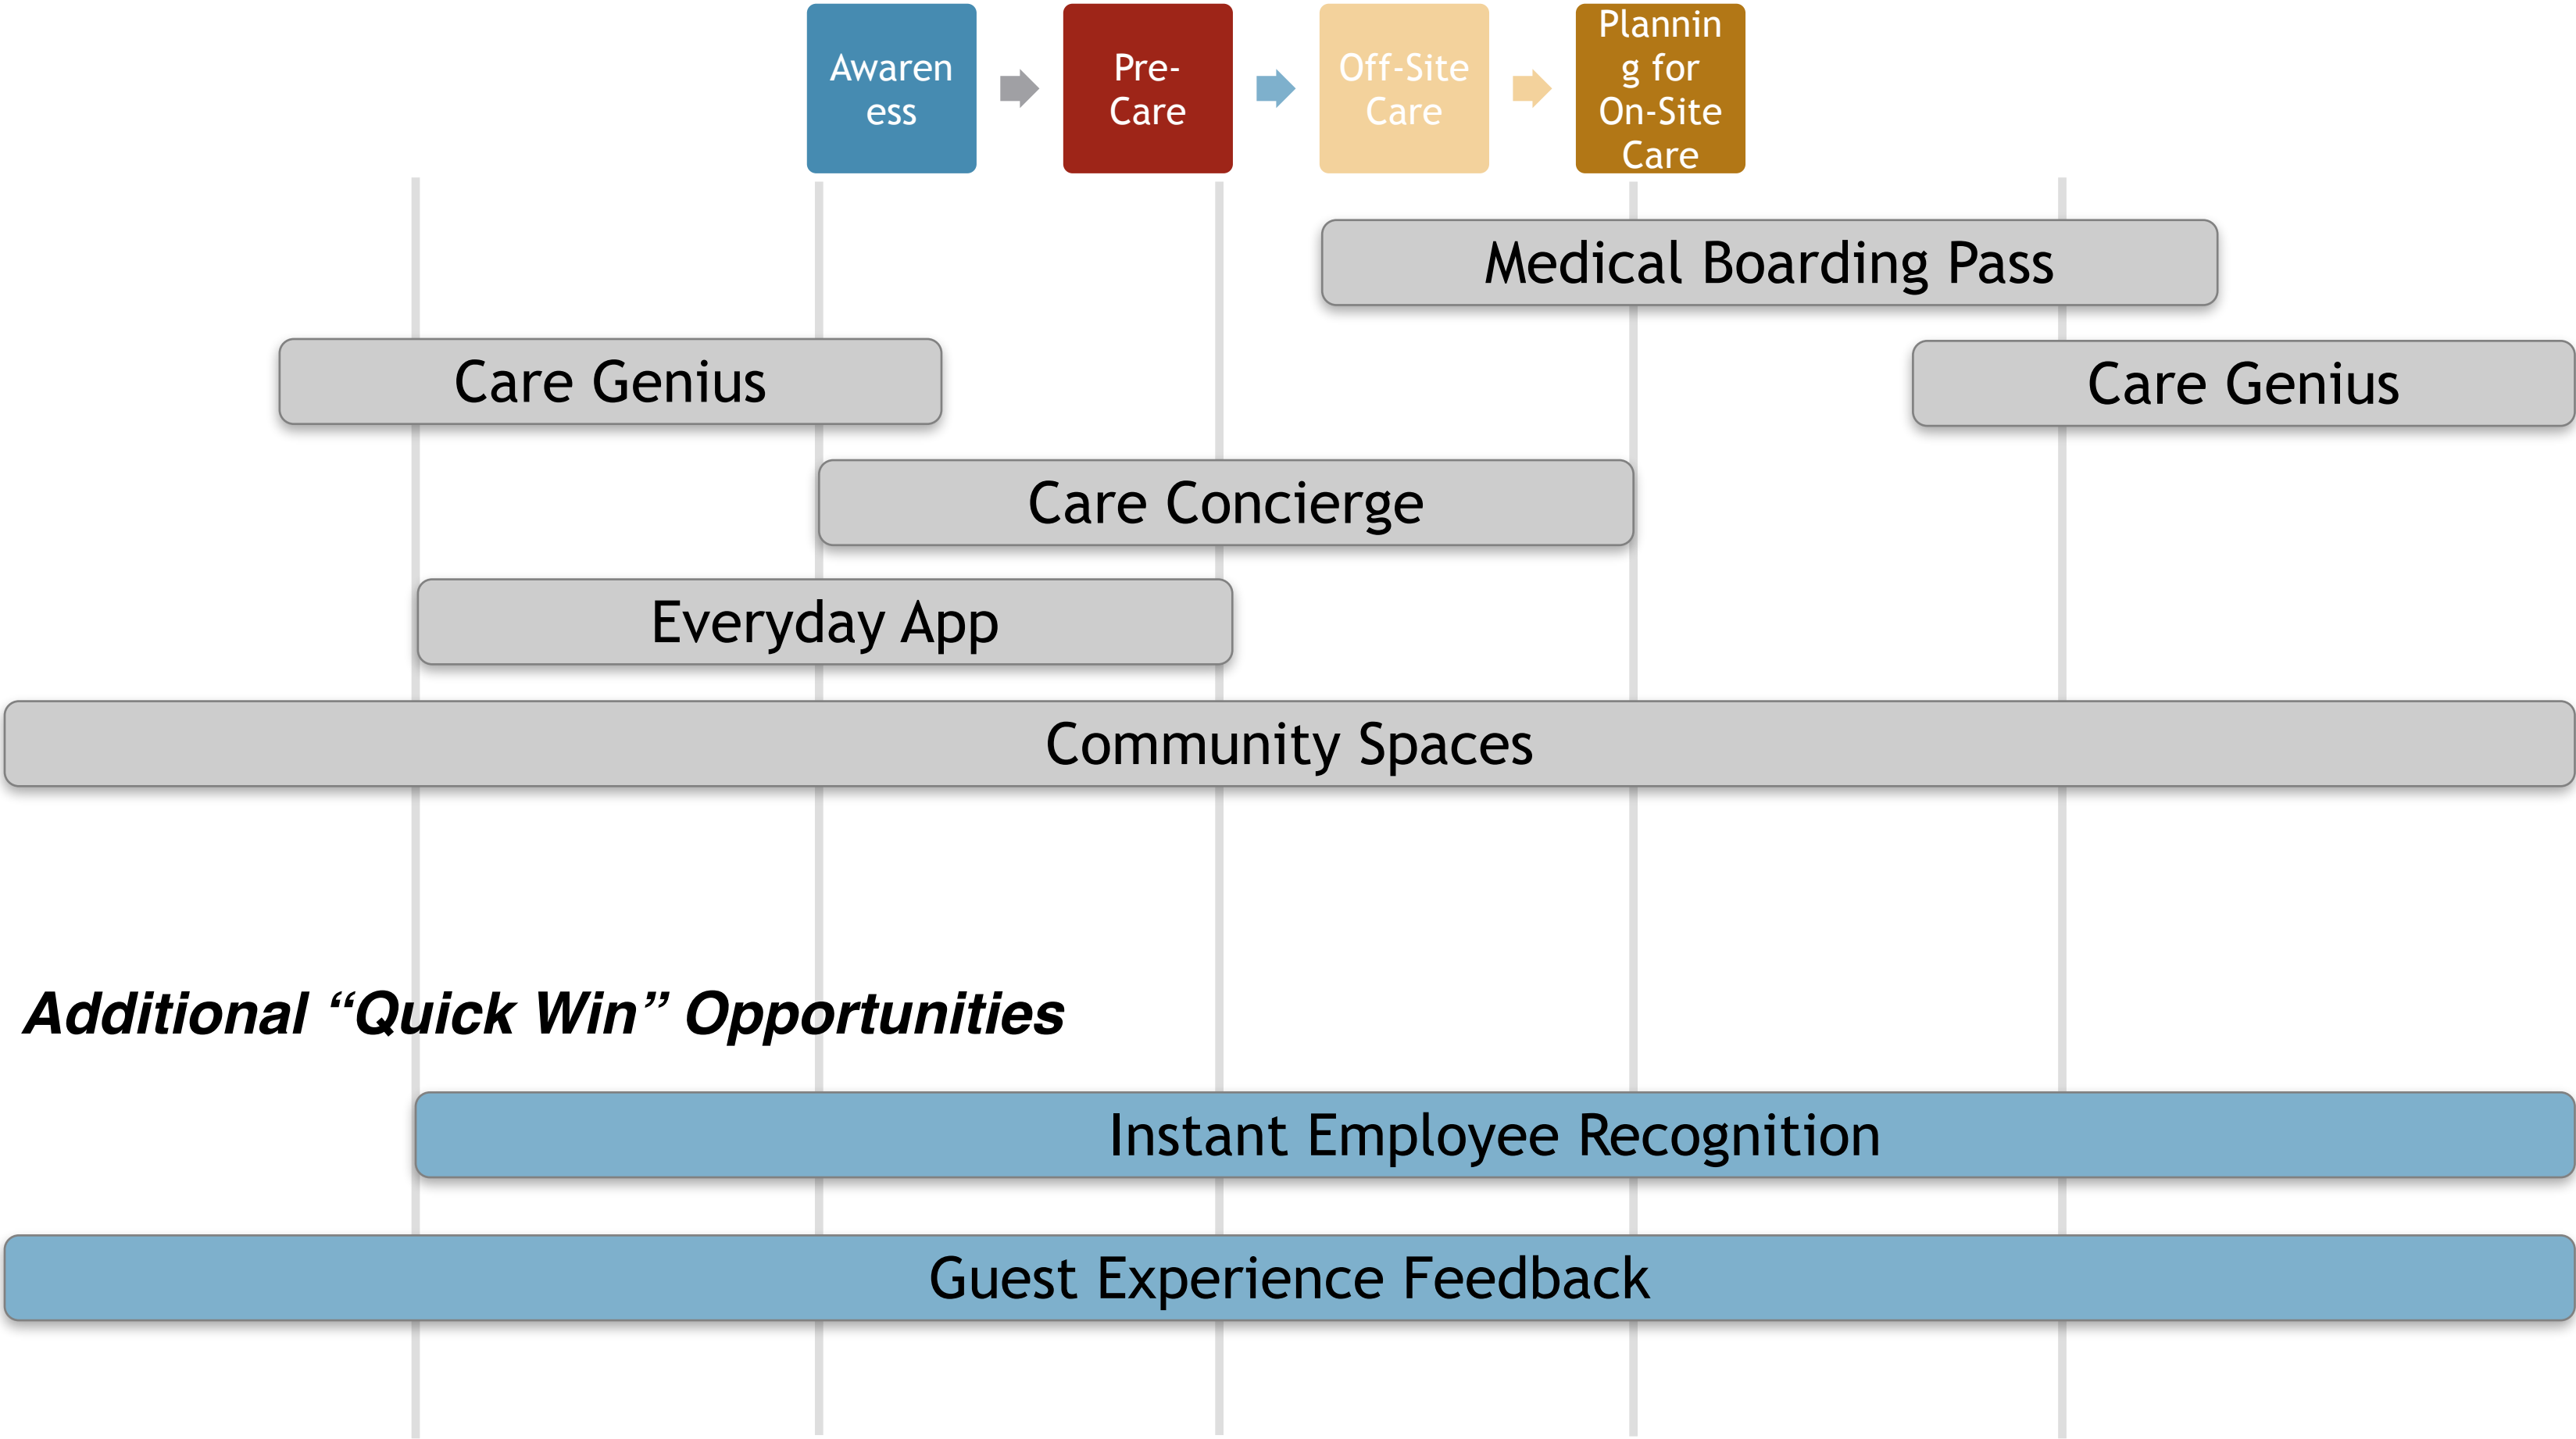 Awaren
ess
Pre-
Care
Off-Site
Care
Plannin
g for
On-Site
Care
Medical Boarding Pass
Care Genius
Care Genius
Care Concierge
Everyday App
Community Spaces
Additional “Quick Win” Opportunities
Instant Employee Recognition
Guest Experience Feedback